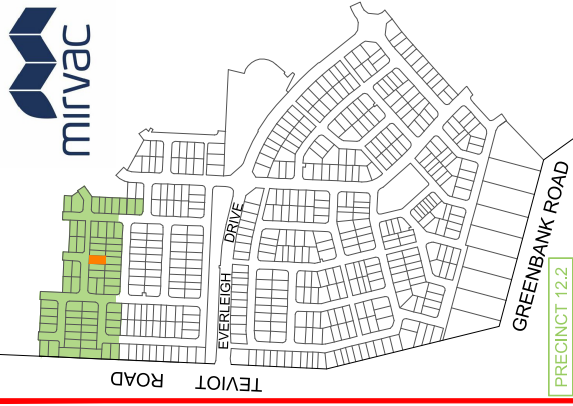 mirvac
EVERLEIGH DRIVE
GREENBANK ROAD
TEVIOT ROAD
PRECINCT 12.2